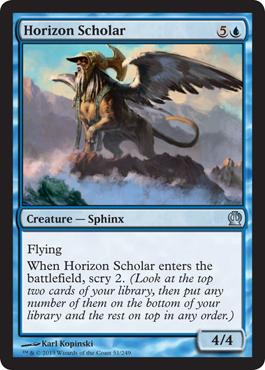 Horizon Scholar 5
Creature — Sphinx
Flying
When Horizon Scholar enters the
battlefield, scry 2. (Look at the top
two cards of your library, then put any
number of them on the bottom of your
library and the rest on top in any order.)
4/4
Karl Kopinski
™ & © 2013 Wizards of the Coast 51/249